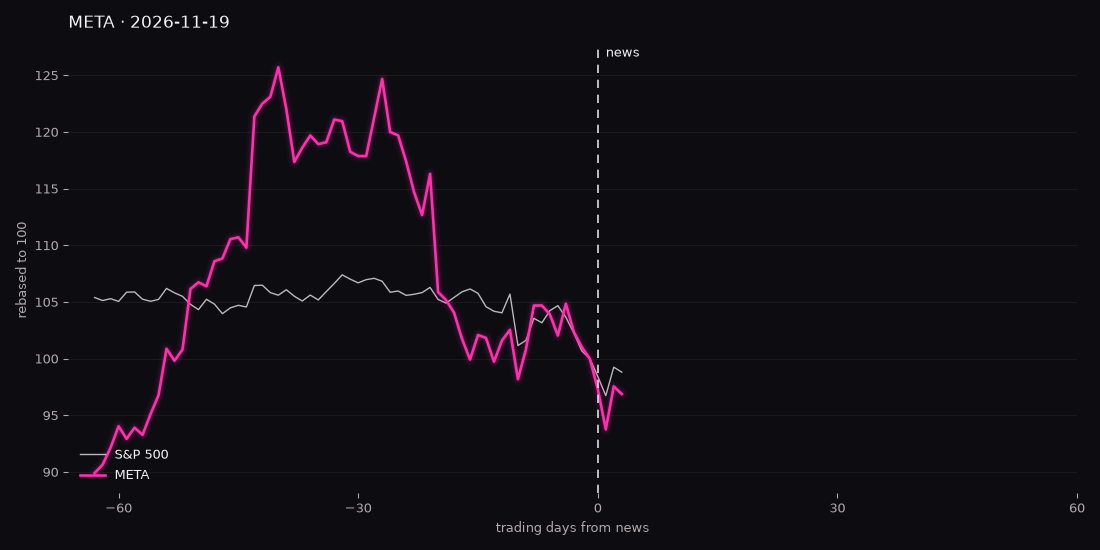 META · 2026-11-19
news
125
120
115
110
105
100
95
90
rebased to 100
S&P 500
META
−60
−30
0
30
60
trading days from news